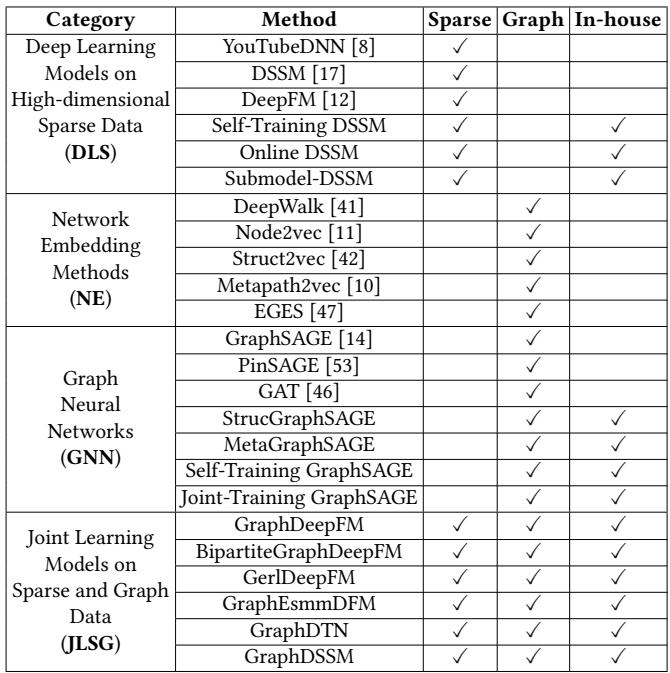 Category Method Sparse Graph In-house
Deep Learning
Models on
High-dimensional
Sparse Data
(DLS)
YouTubeDNN [8] ✓
DSSM [17] ✓
DeepFM [12] ✓
Self-Training DSSM ✓ ✓
Online DSSM ✓ ✓
Submodel-DSSM ✓ ✓
Network
Embedding
Methods
(NE)
DeepWalk [41] ✓
Node2vec [11] ✓
Struct2vec [42] ✓
Metapath2vec [10] ✓
EGES [47] ✓
Graph
Neural
Networks
(GNN)
GraphSAGE [14] ✓
PinSAGE [53] ✓
GAT [46] ✓
StrucGraphSAGE ✓ ✓
MetaGraphSAGE ✓ ✓
Self-Training GraphSAGE ✓ ✓
Joint-Training GraphSAGE ✓ ✓
Joint Learning
Models on
Sparse and Graph
Data
(JLSG)
GraphDeepFM ✓ ✓ ✓
BipartiteGraphDeepFM ✓ ✓ ✓
GerlDeepFM ✓ ✓ ✓
GraphEsmmDFM ✓ ✓ ✓
GraphDTN ✓ ✓ ✓
GraphDSSM ✓ ✓ ✓